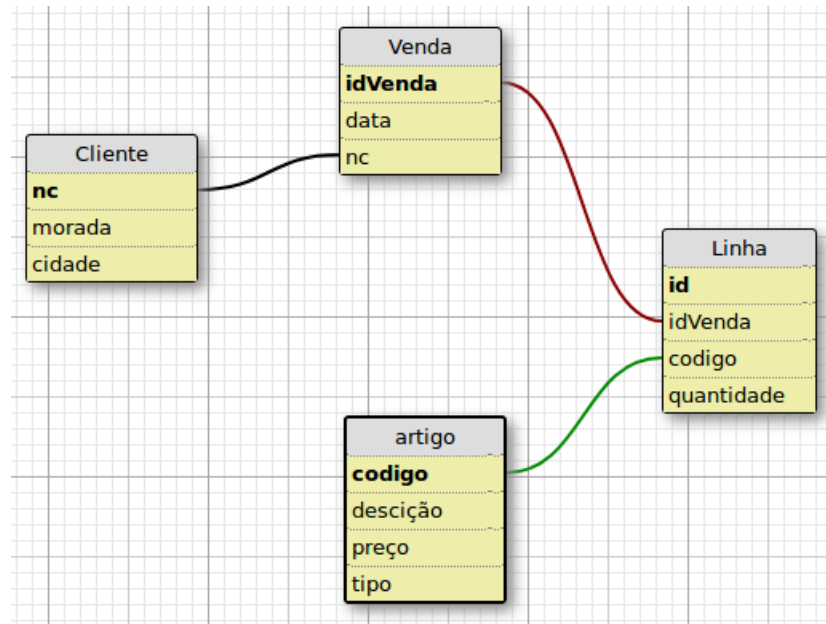 Venda
idVenda
data
nc
Cliente
nc
morada
cidade
Linha
id
idVenda
codigo
quantidade
artigo
codigo
descição
preço
tipo